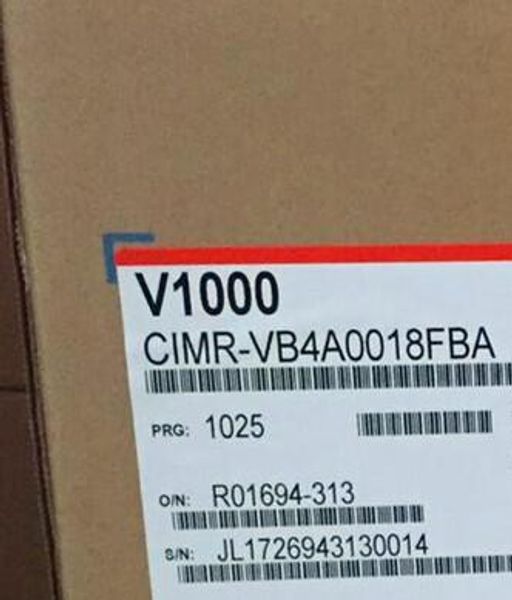 V1000
CIMR-VB4A0018FBA
PRG: 1025
O/N: R01694-313
S/N: JL1726943130014